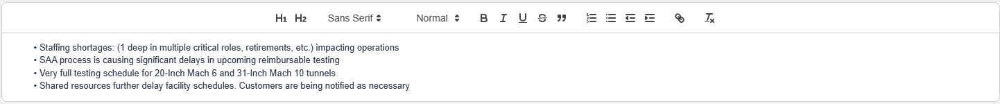 H1 H2 Sans Serif Normal B I U S
• Staffing shortages: (1 deep in multiple critical roles, retirements, etc.) impacting operations
• SAA process is causing significant delays in upcoming reimbursable testing
• Very full testing schedule for 20-Inch Mach 6 and 31-Inch Mach 10 tunnels
• Shared resources further delay facility schedules. Customers are being notified as necessary